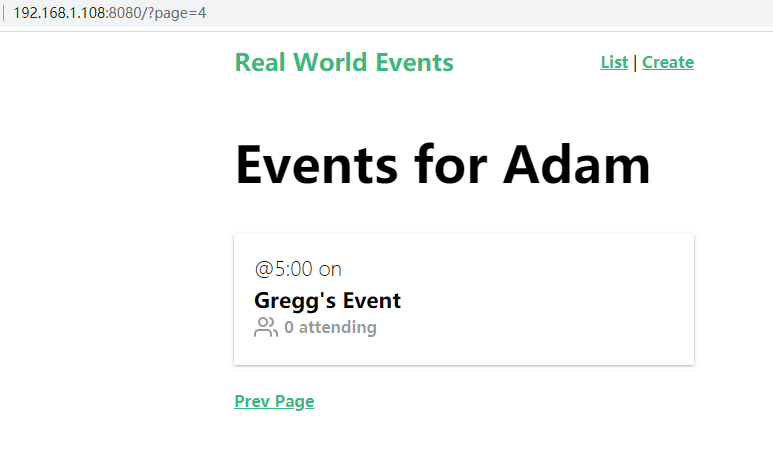 192.168.1.108:8080/?page=4
Real World Events List | Create
Events for Adam
@5:00 on
Gregg's Event
0 attending
Prev Page